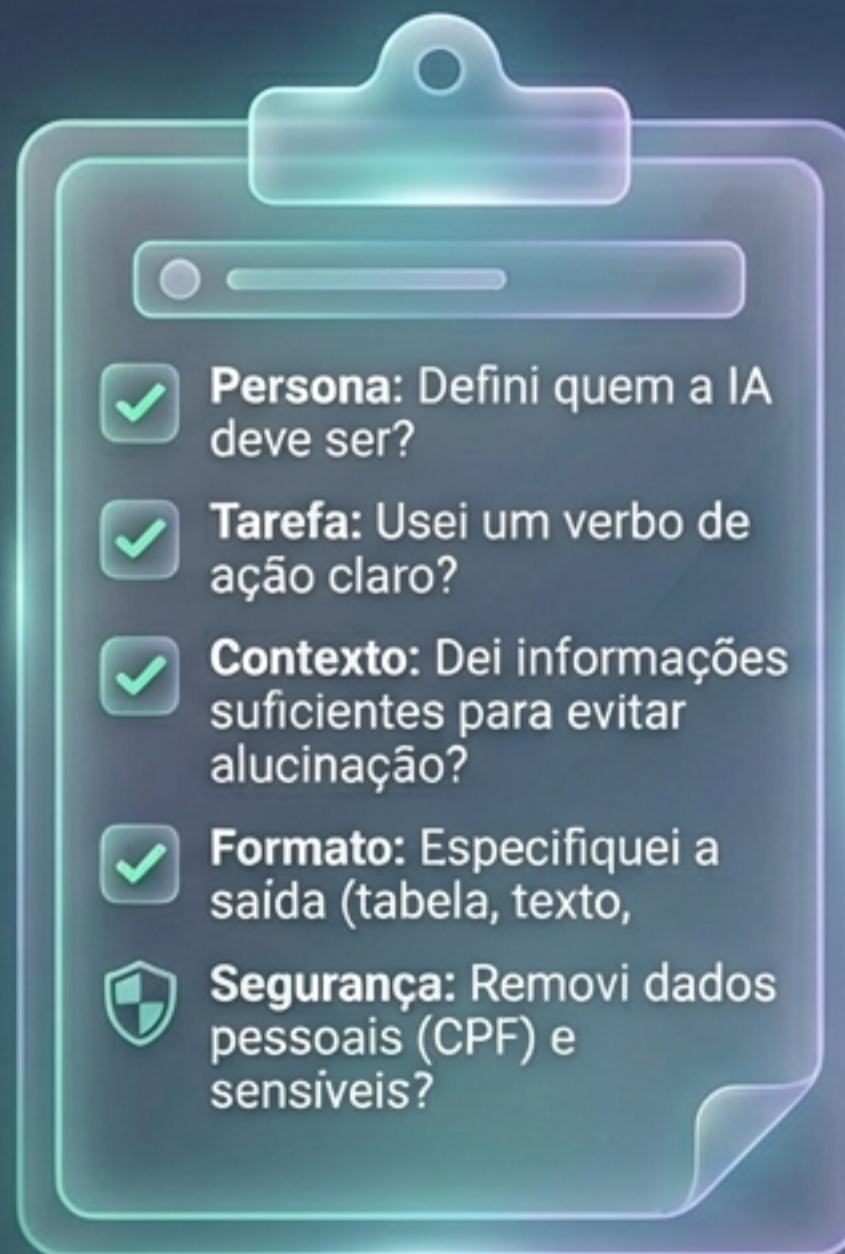 Persona: Defini quem a IA
deve ser?
Tarefa: Usei um verbo de
ação claro?
Contexto: Dei informações
suficientes para evitar
alucinação?
Formato: Especifiquei a
saída (tabela, texto,
Segurança: Removi dados
pessoais (CPF) e
sensíveis?